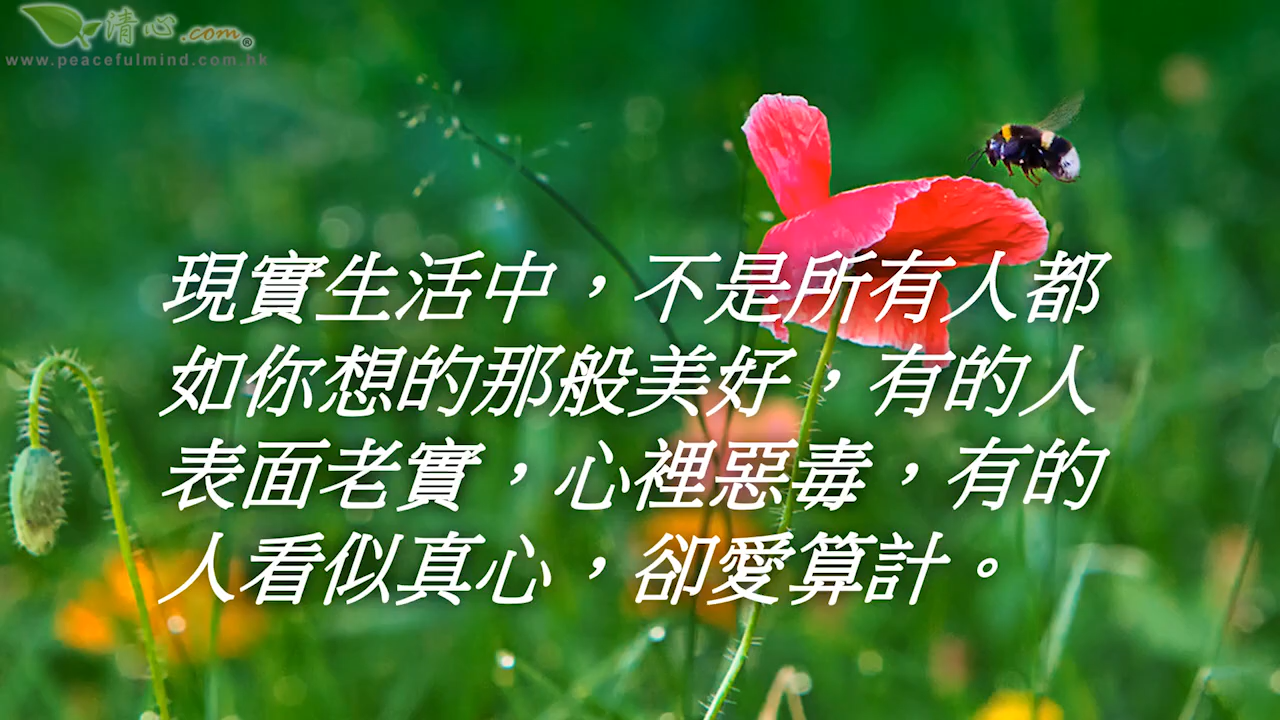 清心.com®
www.peacefulmind.com.hk
現實生活中，不是所有人都
如你想的那般美好，有的人
表面老實，心裡惡毒，有的
人看似真心，卻愛算計。